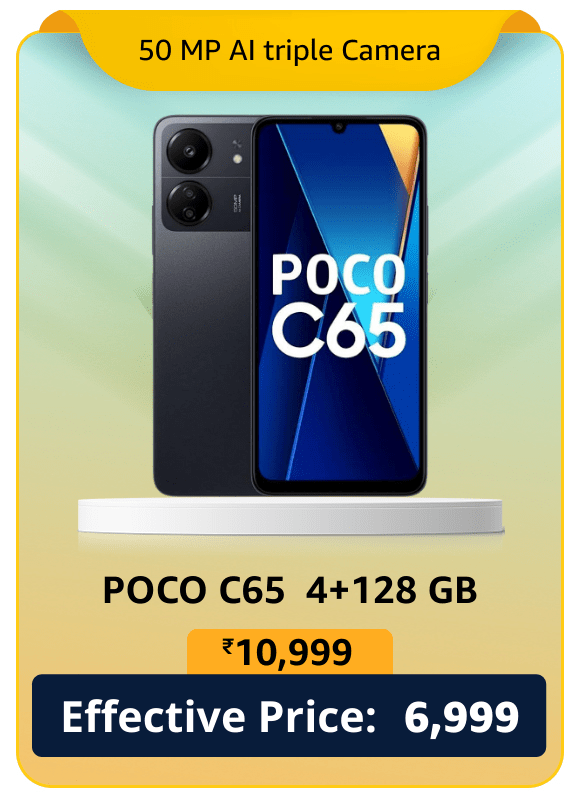 50 MP AI triple Camera
POCO
C65
POCO C65 4+128 GB
₹10,999
Effective Price: 6,999